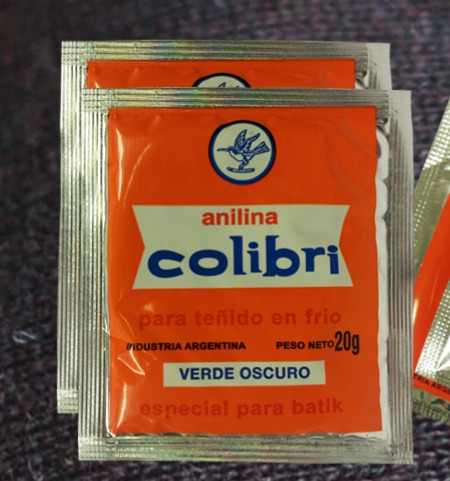 anilina
colibri
para teñido en frio
INDUSTRIA ARGENTINA PESO NETO 20g
VERDE OSCURO
especial para batik